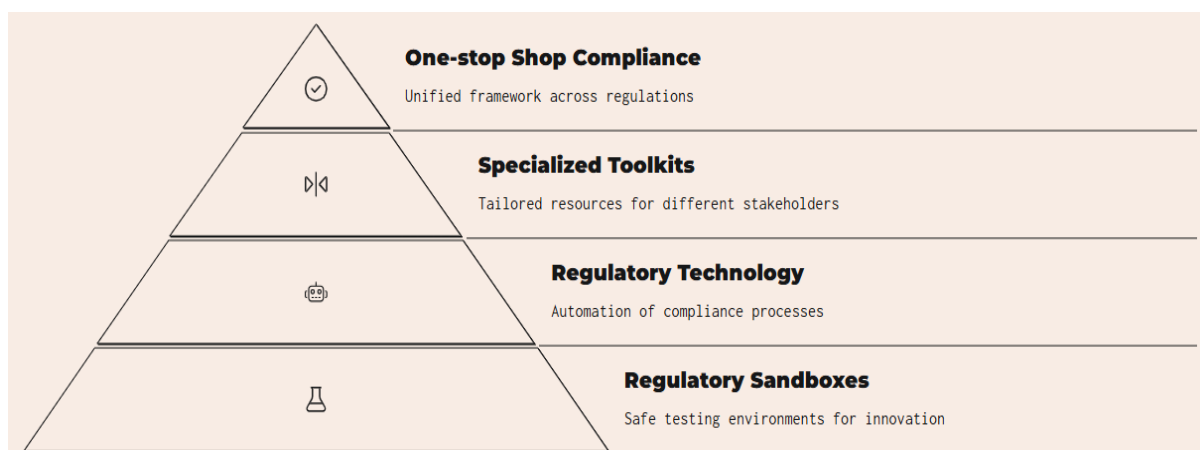 One-stop Shop Compliance
Unified framework across regulations
Specialized Toolkits
Tailored resources for different stakeholders
Regulatory Technology
Automation of compliance processes
Regulatory Sandboxes
Safe testing environments for innovation